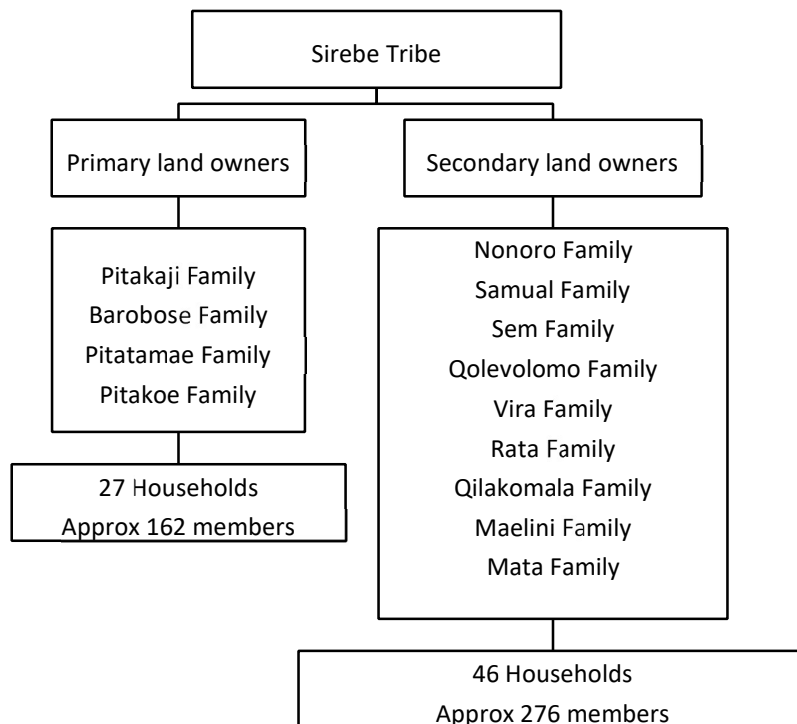 Sirebe Tribe
Primary land owners
Secondary land owners
Pitakaji Family
Barobose Family
Pitatamae Family
Pitakoe Family
27 Households
Approx 162 members
Nonoro Family
Samual Family
Sem Family
Qolevolomo Family
Vira Family
Rata Family
Qilakomala Family
Maelini Family
Mata Family
46 Households
Approx 276 members